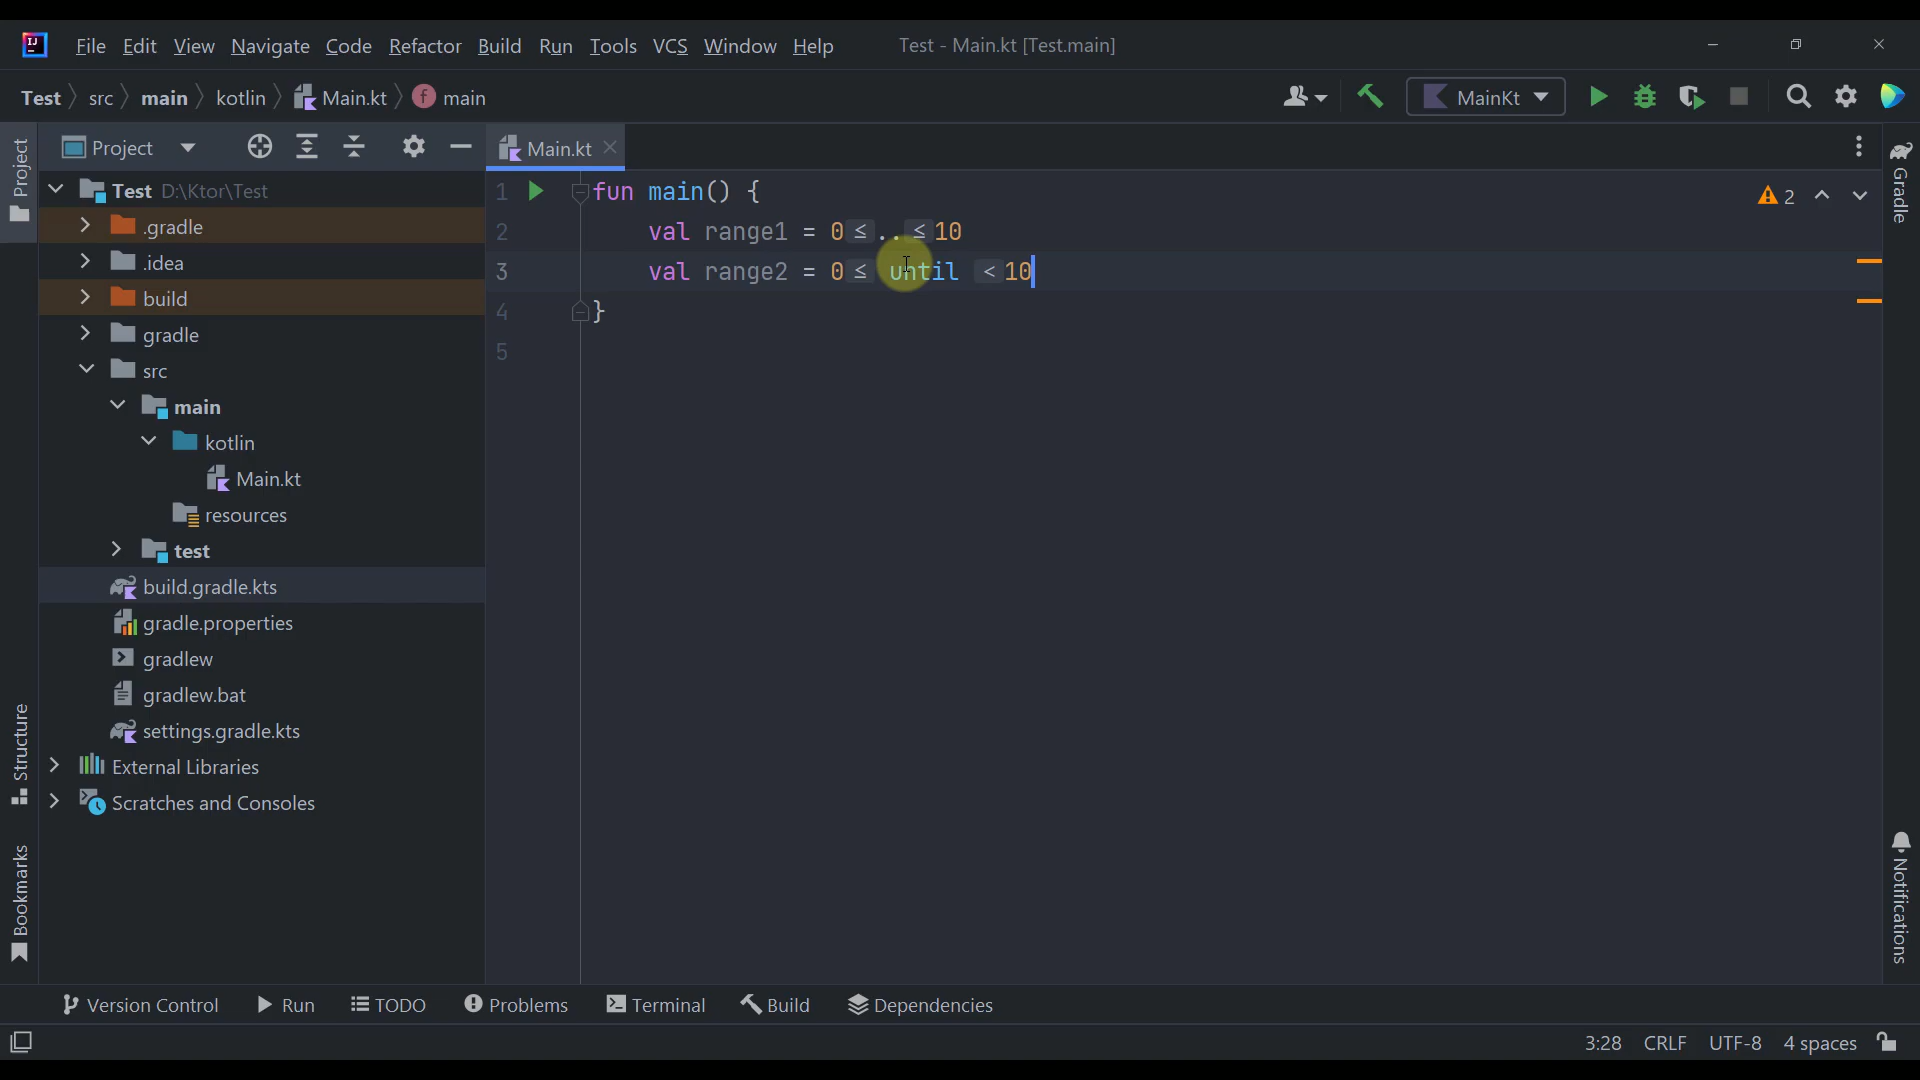 File Edit View Navigate Code Refactor Build Run Tools VCS Window Help Test - Main.kt [Test.main]
Test src main kotlin Main.kt main MainKt
Project Main.kt
Project
Test D:\Ktor\Test
.gradle
.idea
build
gradle
src
main
kotlin
Main.kt
resources
test
build.gradle.kts
gradle.properties
gradlew
gradlew.bat
settings.gradle.kts
External Libraries
Scratches and Consoles
Structure
Bookmarks
1 fun main() {
2 val range1 = 0 ≤ .. ≤ 10
3 val range2 = 0 ≤ until < 10
4 }
5
2
Gradle
Notifications
Version Control Run TODO Problems Terminal Build Dependencies
3:28 CRLF UTF-8 4 spaces